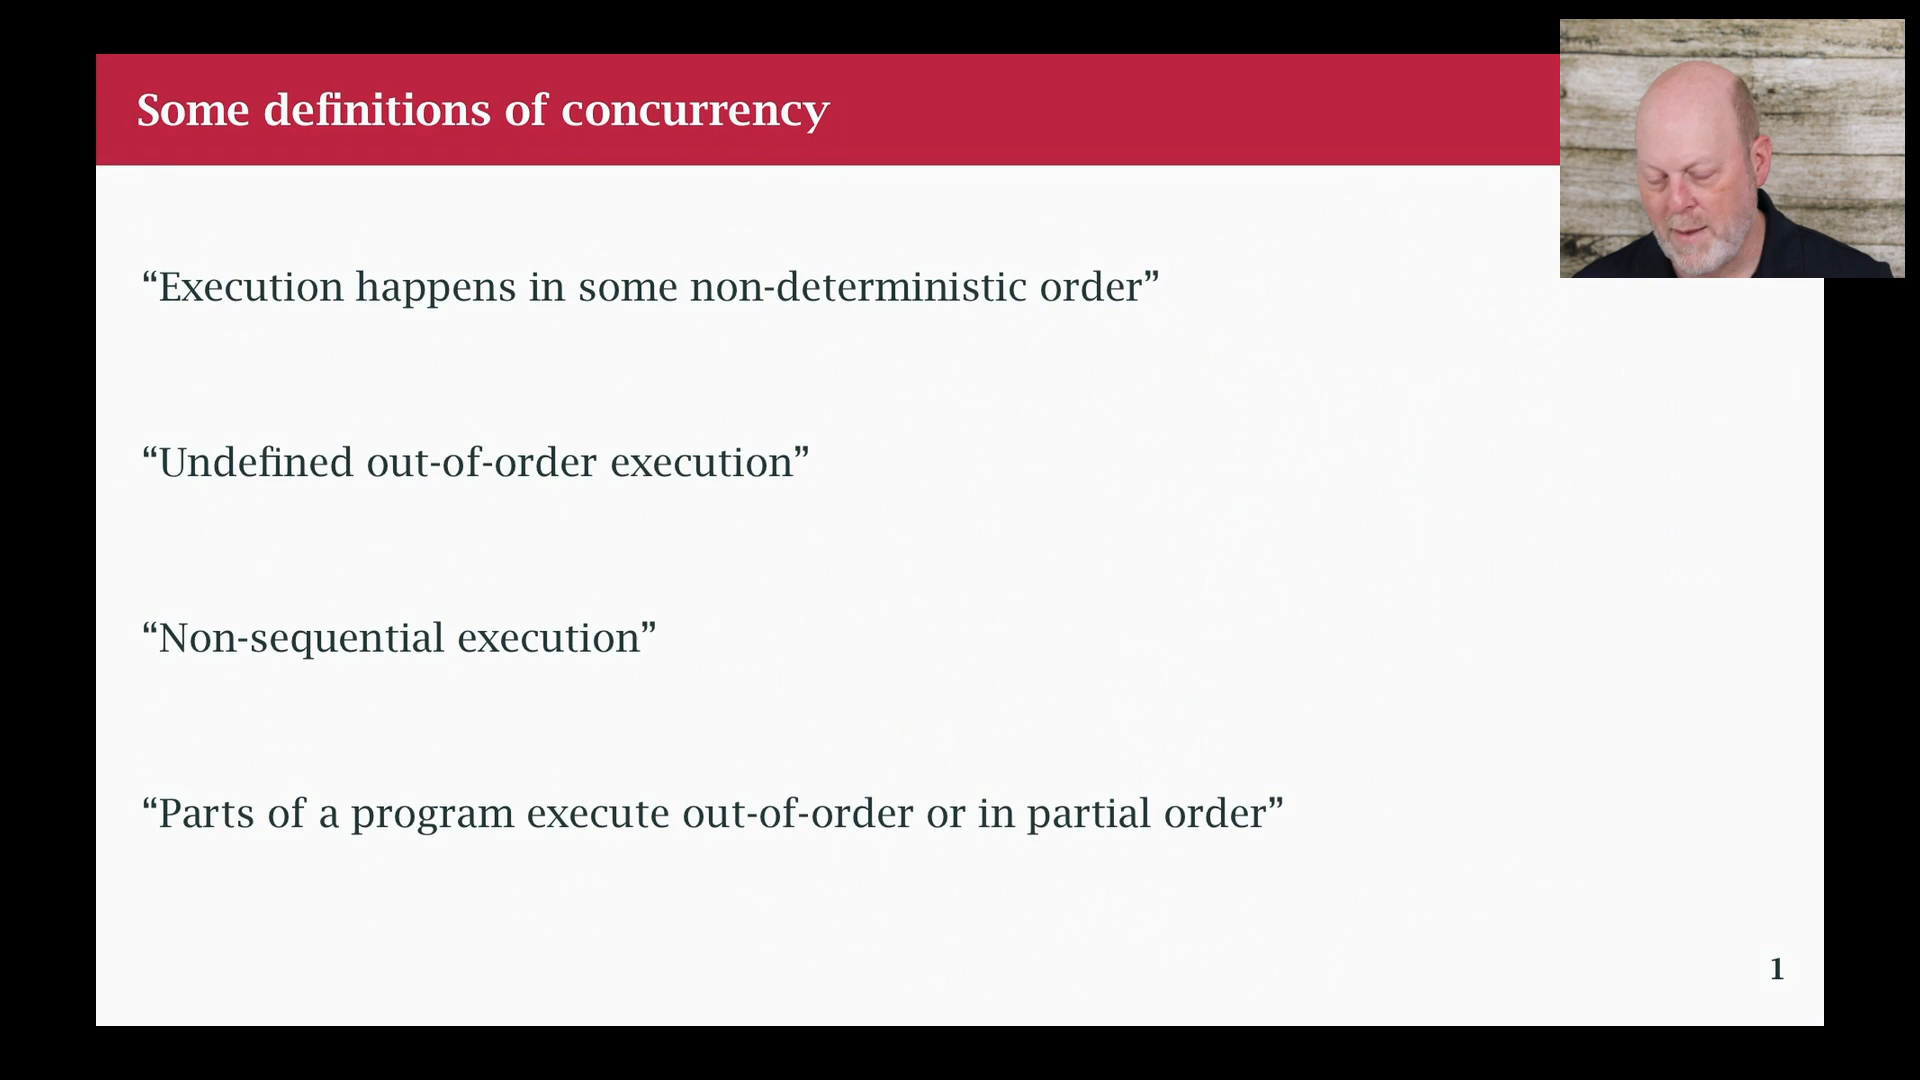 Some definitions of concurrency
“Execution happens in some non-deterministic order”
“Undefined out-of-order execution”
“Non-sequential execution”
“Parts of a program execute out-of-order or in partial order”
1